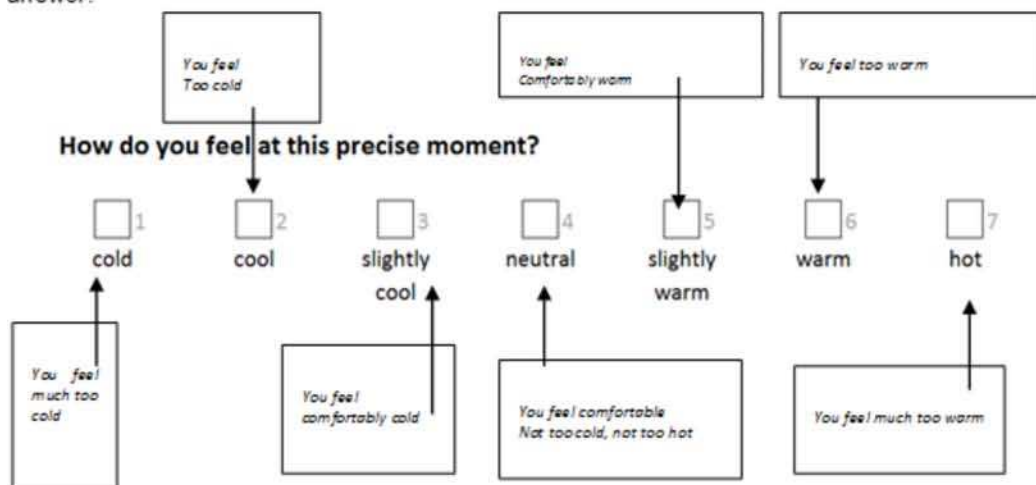 answer.
You feel
Too cold
You feel
Comfortably warm
You feel too warm
How do you feel at this precise moment?
1
2
3
4
5
6
7
cold
cool
slightly
cool
neutral
slightly
warm
warm
hot
You feel
much too
cold
You feel
comfortably cold
You feel comfortable
Not too cold, not too hot
You feel much too warm